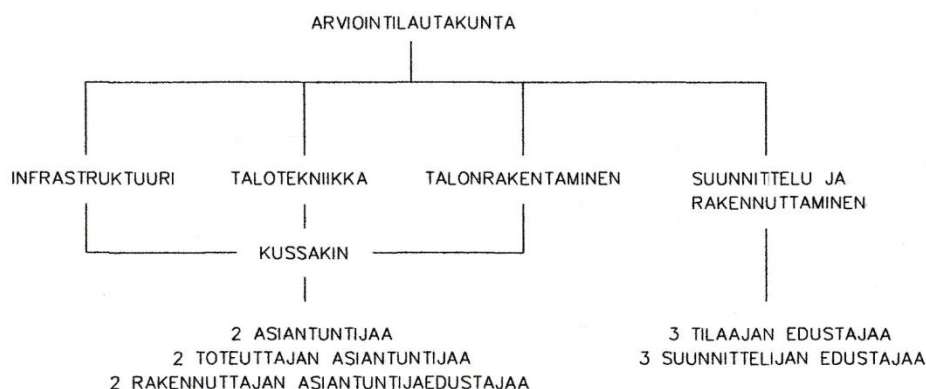 ARVIOINTILAUTAKUNTA
INFRASTRUKTUURI
TALOTEKNIIKKA
TALONRAKENTAMINEN
SUUNNITTELU JA
RAKENNUTTAMINEN
KUSSAKIN
2 ASIANTUNTIJAA
2 TOTEUTTAJAN ASIANTUNTIJAA
2 RAKENNUTTAJAN ASIANTUNTIJAEDUSTAJAA
3 TILAAJAN EDUSTAJAA
3 SUUNNITTELIJAN EDUSTAJAA